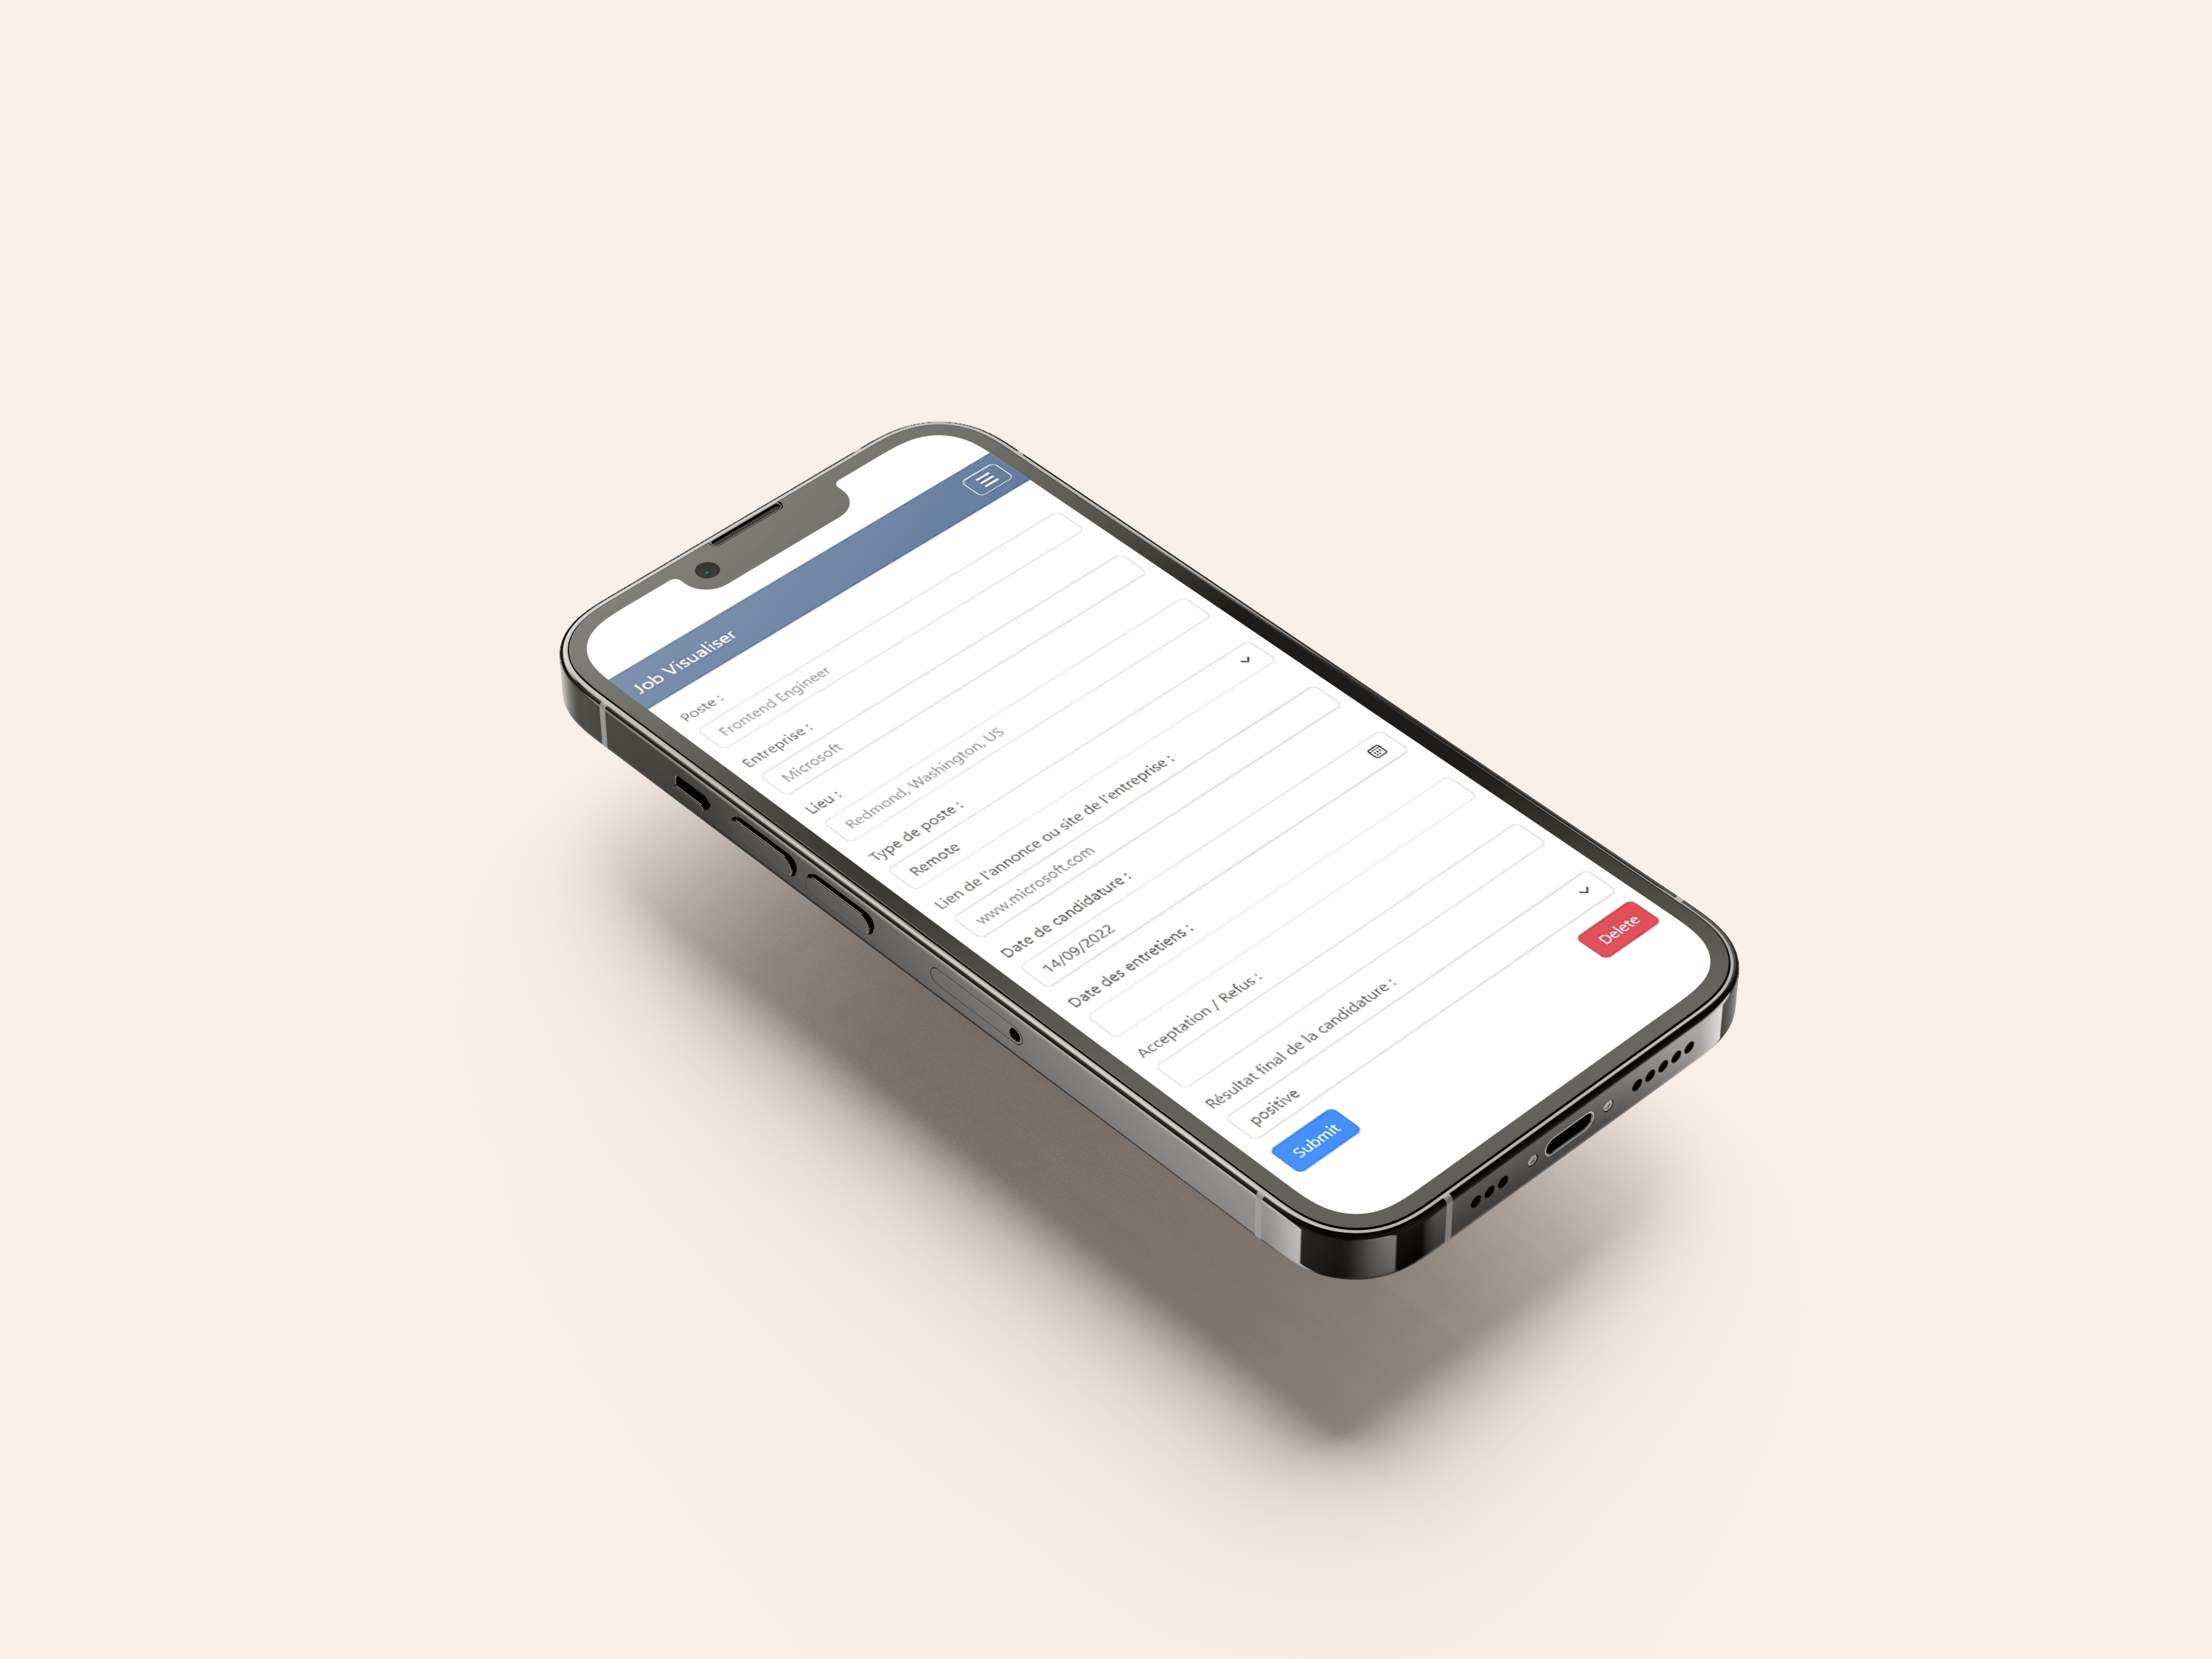 Job Visualiser
Poste :
Frontend Engineer
Entreprise :
Microsoft
Lieu :
Redmond, Washington, US
Type de poste :
Remote
Lien de l'annonce ou site de l'entreprise :
www.microsoft.com
Date de candidature :
14/09/2022
Date des entretiens :
Acceptation / Refus :
Résultat final de la candidature :
positive
Submit
Delete